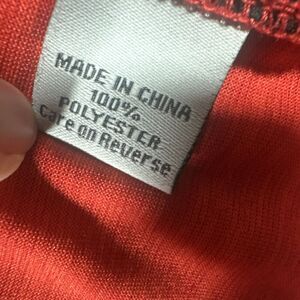 MADE IN CHINA
100%
POLYESTER
Care on Reverse